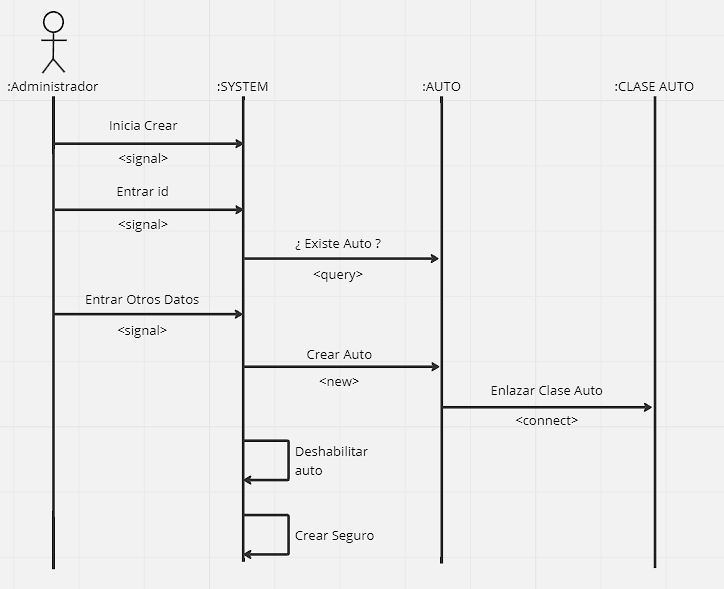 :Administrador
:SYSTEM
:AUTO
:CLASE AUTO
Inicia Crear
<signal>
Entrar id
<signal>
¿ Existe Auto ?
<query>
Entrar Otros Datos
<signal>
Crear Auto
<new>
Enlazar Clase Auto
<connect>
Deshabilitar
auto
Crear Seguro